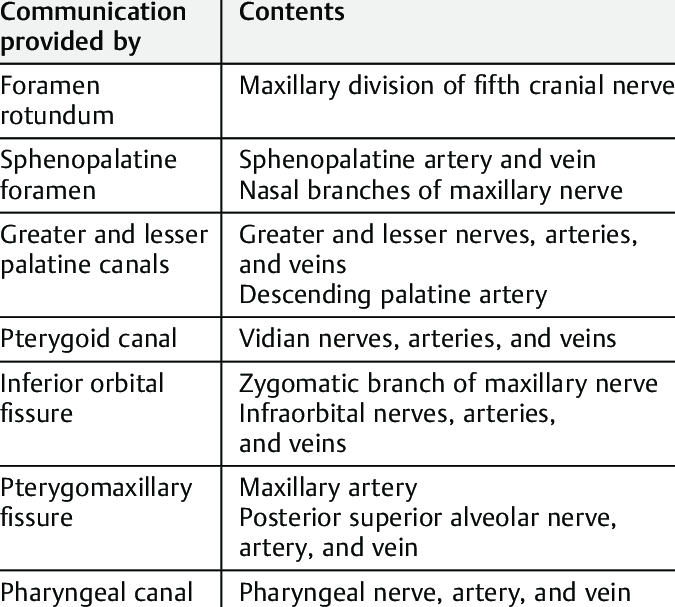 Communication provided by | Contents
Foramen rotundum | Maxillary division of fifth cranial nerve
Sphenopalatine foramen | Sphenopalatine artery and vein
Nasal branches of maxillary nerve
Greater and lesser palatine canals | Greater and lesser nerves, arteries,
and veins
Descending palatine artery
Pterygoid canal | Vidian nerves, arteries, and veins
Inferior orbital fissure | Zygomatic branch of maxillary nerve
Infraorbital nerves, arteries,
and veins
Pterygomaxillary fissure | Maxillary artery
Posterior superior alveolar nerve,
artery, and vein
Pharyngeal canal | Pharyngeal nerve, artery, and vein